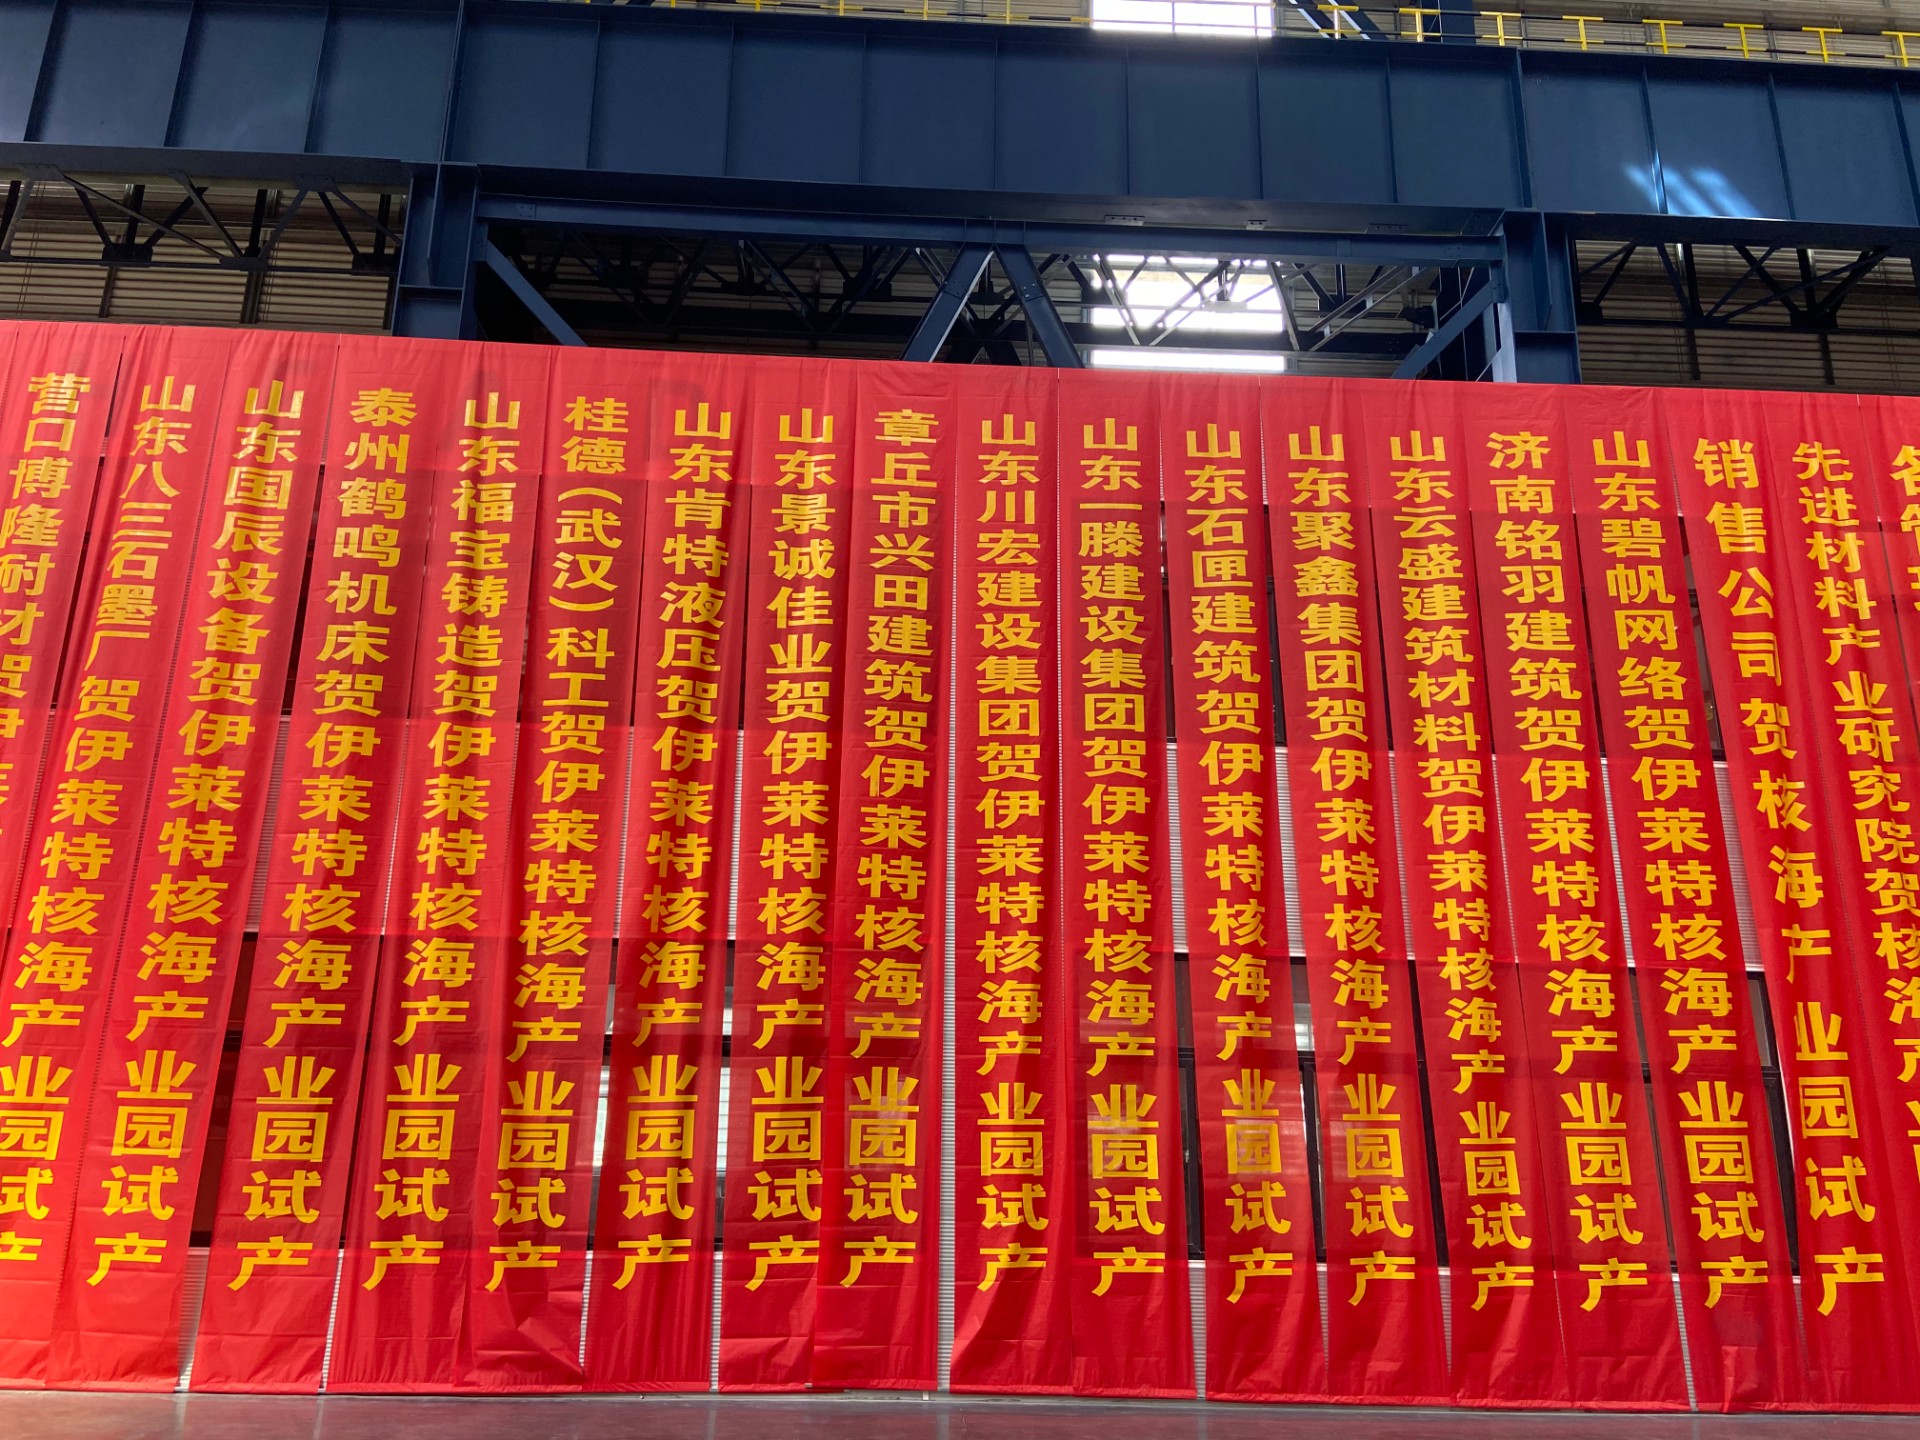 营口博隆耐材贺伊莱
试产
山东八三石墨厂贺伊莱特核海产业园试产
山东国辰设备贺伊莱特核海产业园试产
泰州鹤鸣机床贺伊莱特核海产业园试产
山东福宝铸造贺伊莱特核海产业园试产
桂德（武汉）科工贺伊莱特核海产业园试产
山东肯特液压贺伊莱特核海产业园试产
山东景诚佳业贺伊莱特核海产业园试产
章丘市兴田建筑贺伊莱特核海产业园试产
山东川宏建设集团贺伊莱特核海产业园试产
山东一滕建设集团贺伊莱特核海产业园试产
山东石匣建筑贺伊莱特核海产业园试产
山东聚鑫集团贺伊莱特核海产业园试产
山东云盛建筑材料贺伊莱特核海产业园试产
济南铭羽建筑贺伊莱特核海产业园试产
山东碧帆网络贺伊莱特核海产业园试产
销售公司贺核海产业园试产
先进材料产业研究院贺核海产业